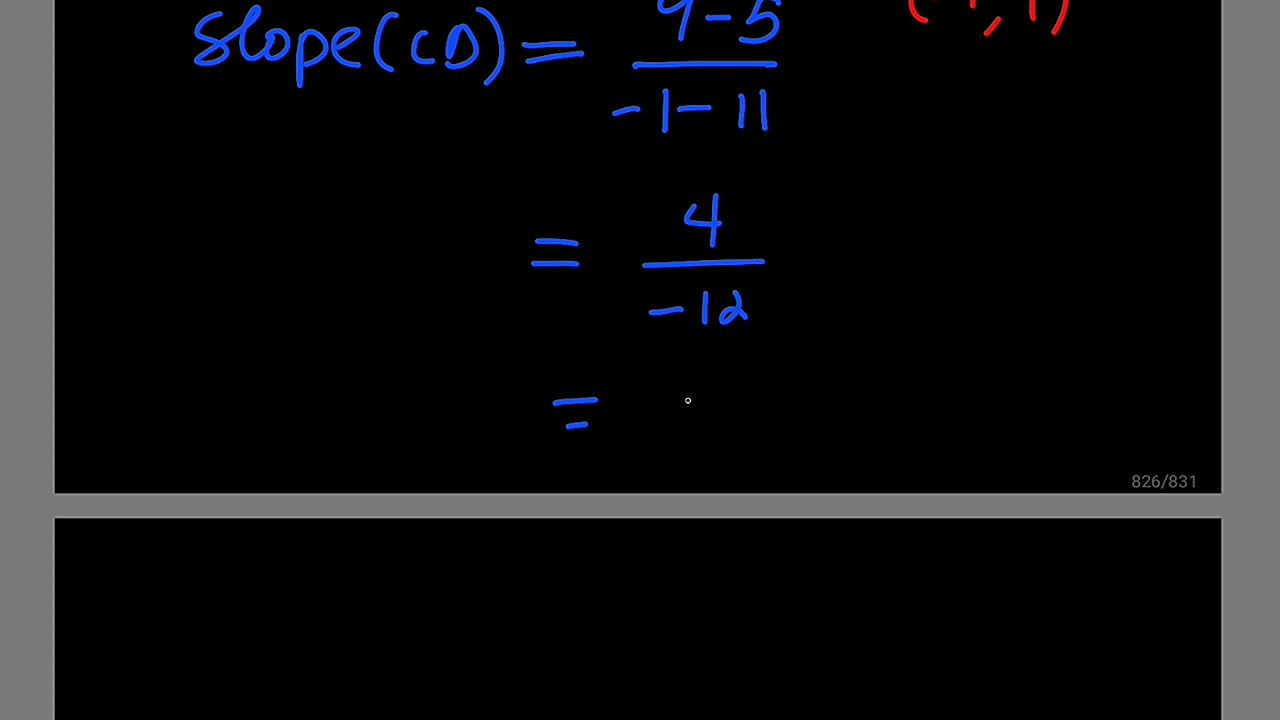 slope(CD) = 9-5 / -1-11
= 4 / -12
=
826/831